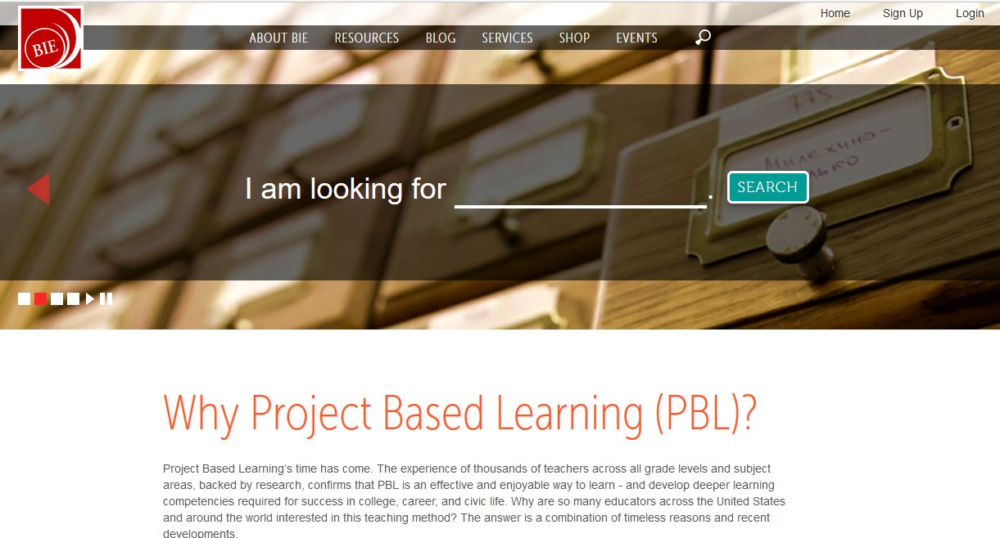 Home Sign Up Login
BIE
ABOUT BIE RESOURCES BLOG SERVICES SHOP EVENTS
775
Милехино-
I am looking for ____________.
SEARCH
Why Project Based Learning (PBL)?
Project Based Learning’s time has come. The experience of thousands of teachers across all grade levels and subject
areas, backed by research, confirms that PBL is an effective and enjoyable way to learn - and develop deeper learning
competencies required for success in college, career, and civic life. Why are so many educators across the United States
and around the world interested in this teaching method? The answer is a combination of timeless reasons and recent
developments.